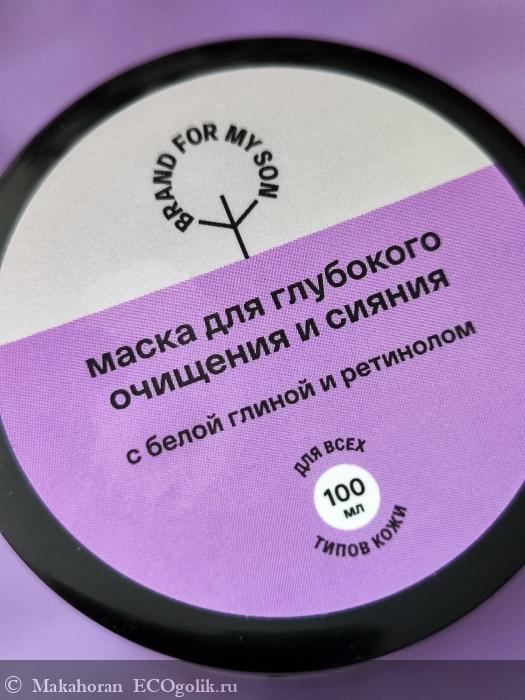 BRAND FOR MY SON
маска для глубокого
очищения и сияния
с белой глиной и ретинолом
ДЛЯ ВСЕХ
100
мл
ТИПОВ КОЖИ
© Makahoran ECOgolik.ru